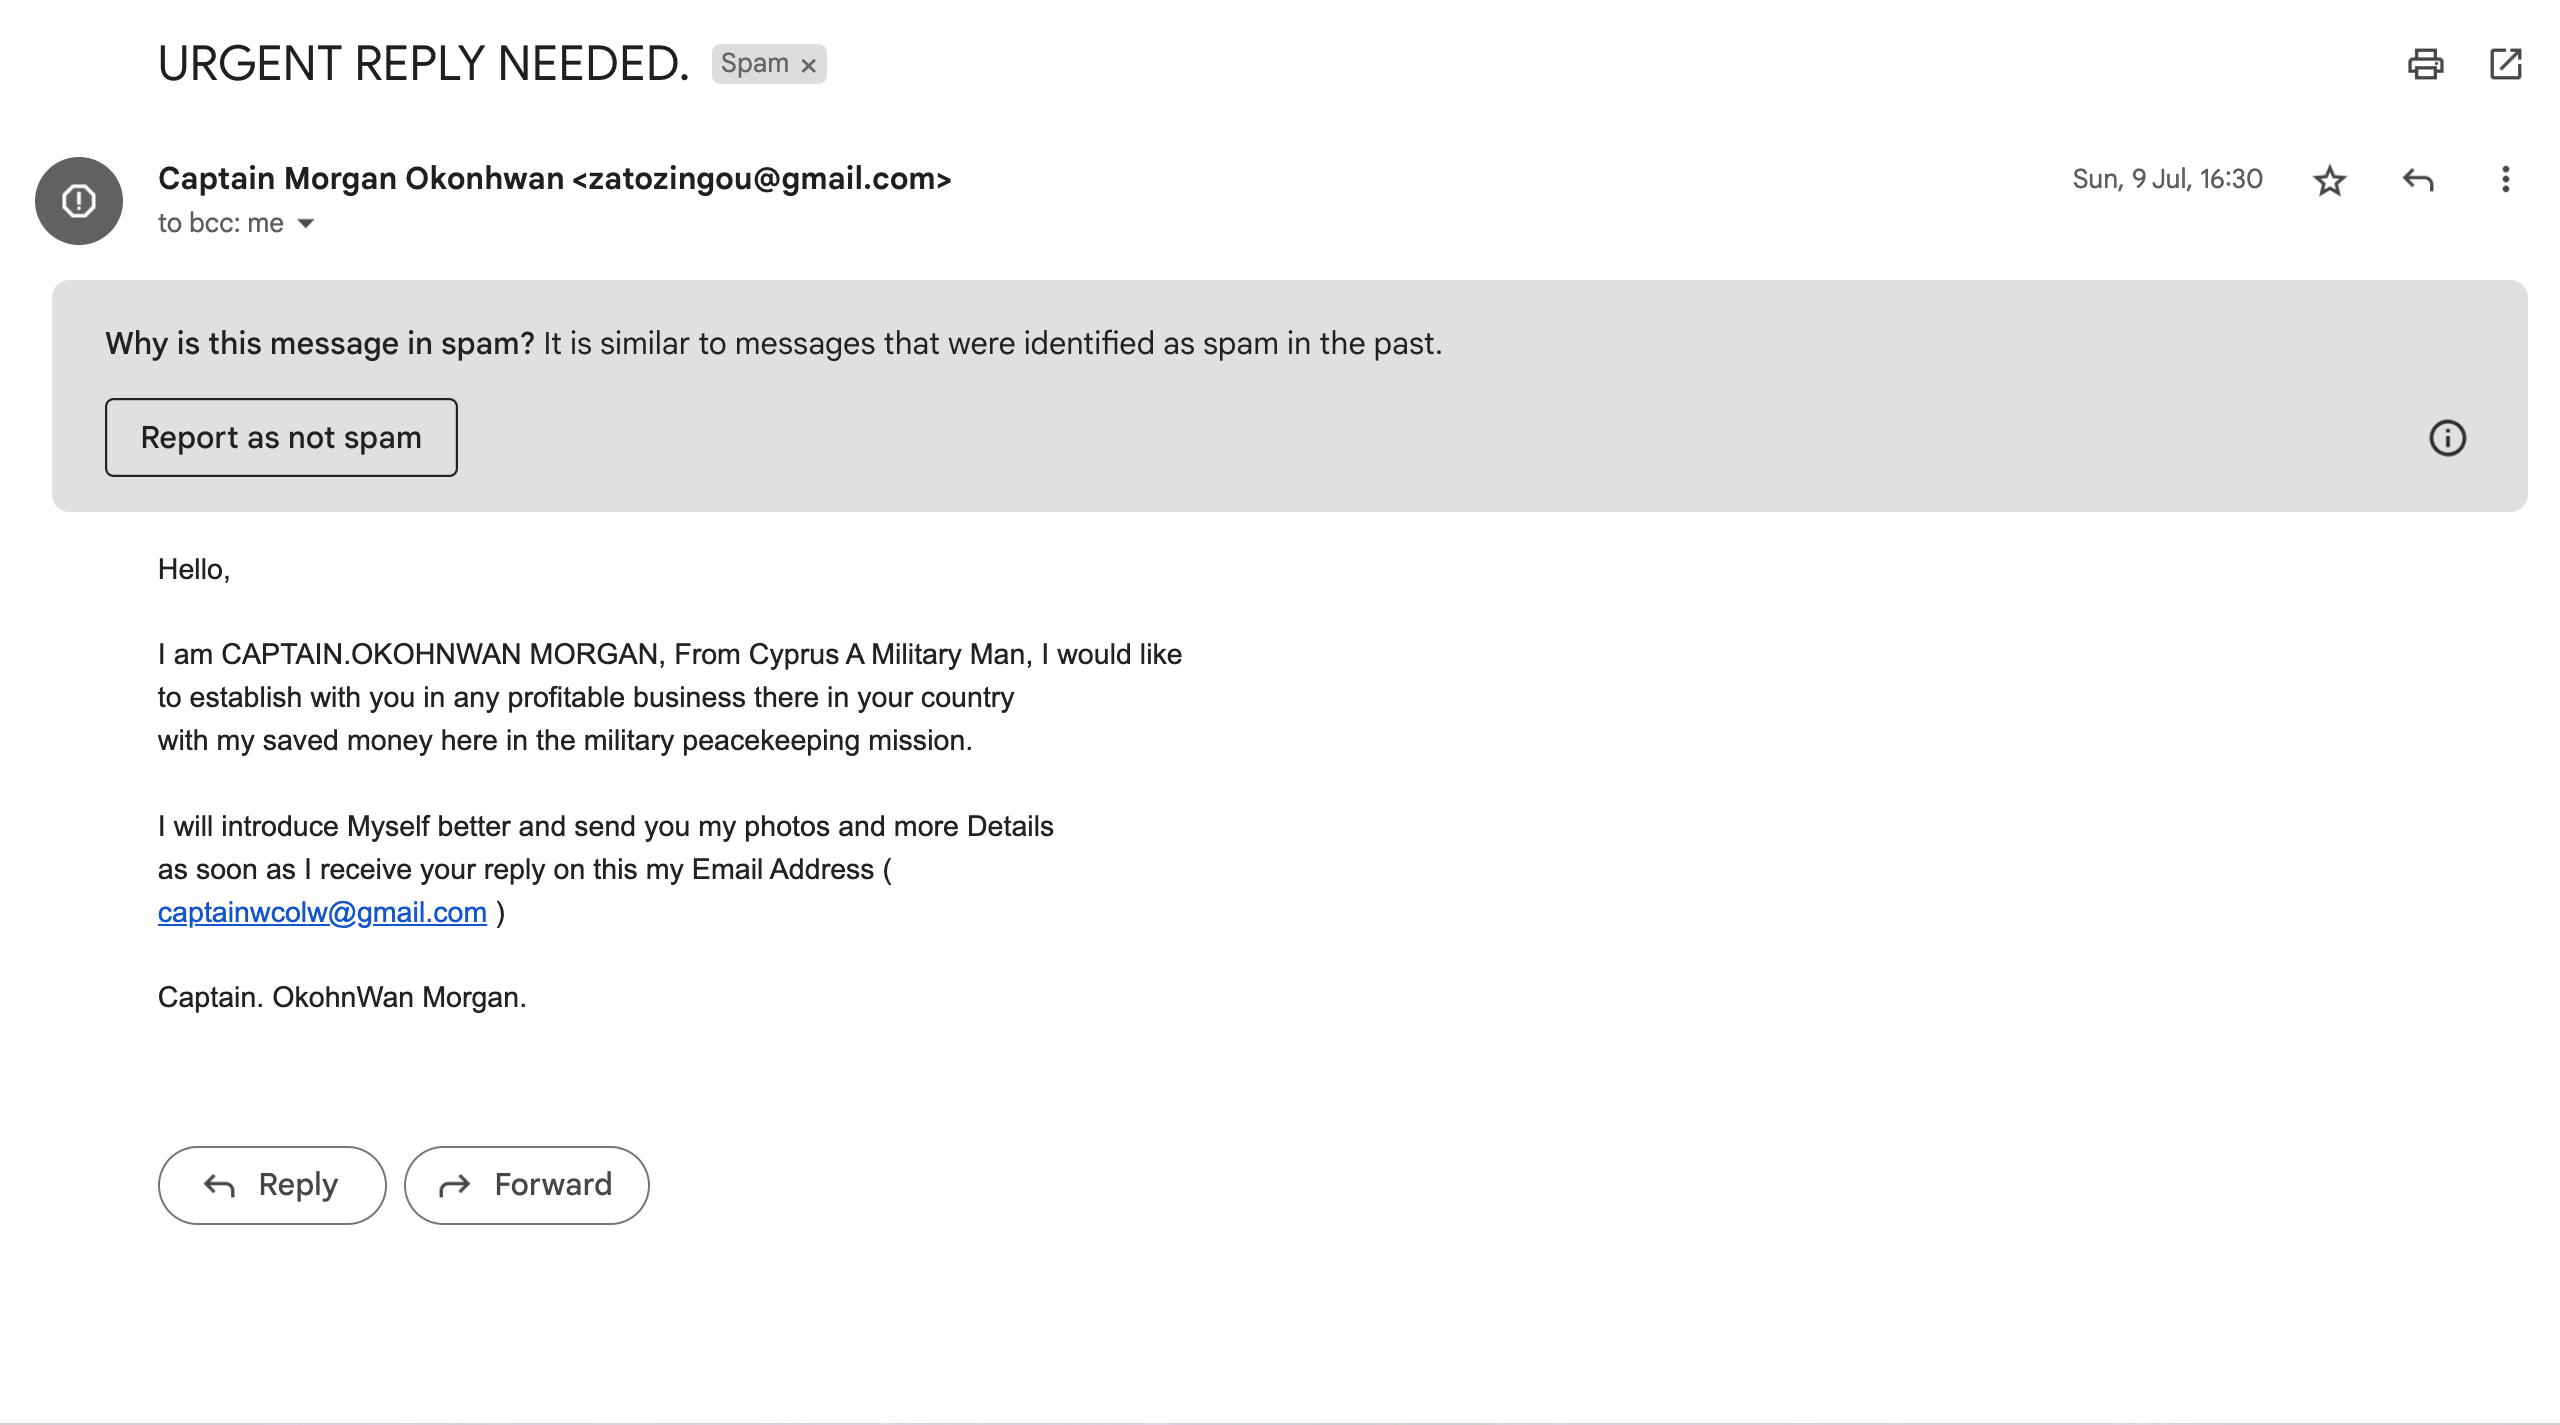 URGENT REPLY NEEDED. Spam ×
Captain Morgan Okonhwan <zatozingou@gmail.com> Sun, 9 Jul, 16:30
to bcc: me
Why is this message in spam? It is similar to messages that were identified as spam in the past.
Report as not spam
Hello,
I am CAPTAIN.OKOHNWAN MORGAN, From Cyprus A Military Man, I would like
to establish with you in any profitable business there in your country
with my saved money here in the military peacekeeping mission.
I will introduce Myself better and send you my photos and more Details
as soon as I receive your reply on this my Email Address (
captainwcolw@gmail.com )
Captain. OkohnWan Morgan.
Reply Forward